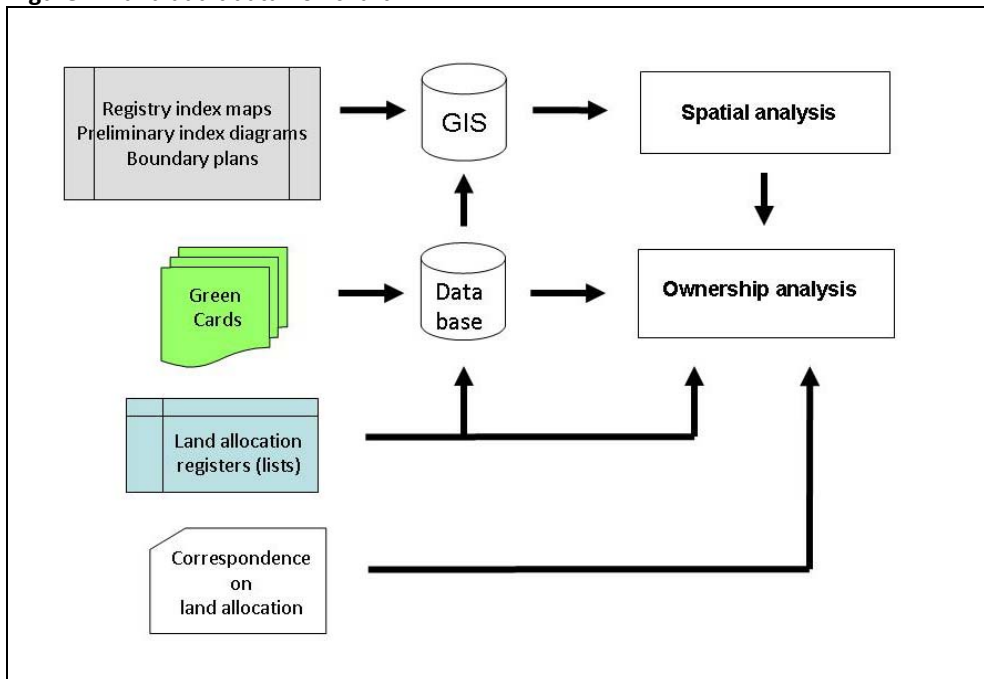 Registry index maps
Preliminary index diagrams
Boundary plans
GIS
Spatial analysis
Green
Cards
Data
base
Ownership analysis
Land allocation
registers (lists)
Correspondence
on
land allocation